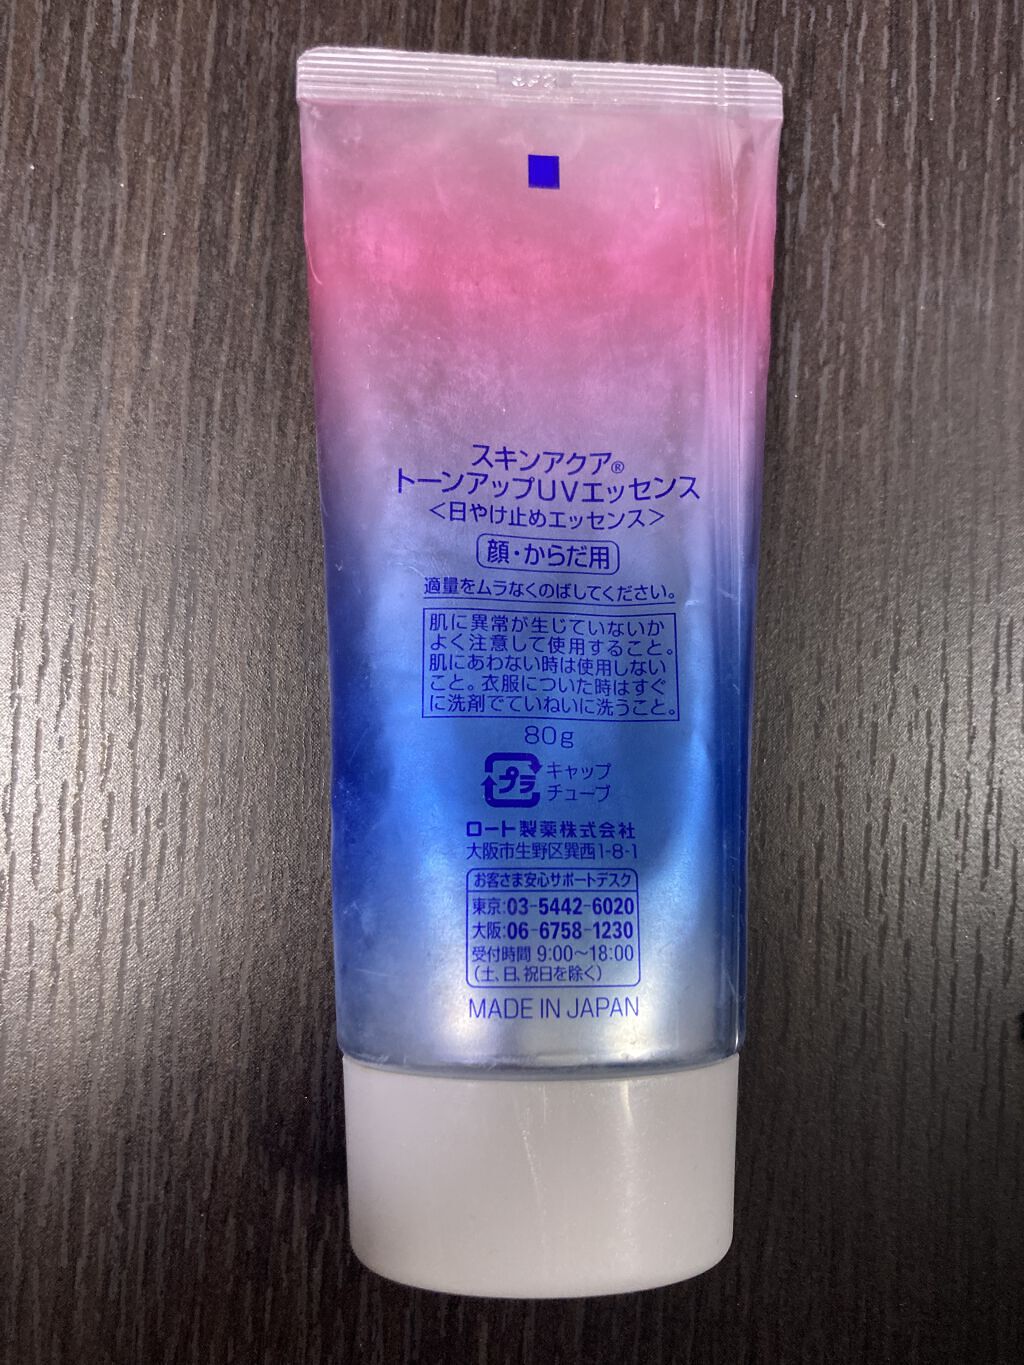 スキンアクア®
トーンアップUVエッセンス
<日やけ止めエッセンス>
顔・からだ用
適量をムラなくのばしてください。
肌に異常が生じていないか
よく注意して使用すること。
肌にあわない時は使用しない
こと。衣服についた時はすぐ
に洗剤でていねいに洗うこと。
80g
プラ
キャップ
チューブ
ロート製薬株式会社
大阪市生野区巽西1-8-1
お客さま安心サポートデスク
東京:03-5442-6020
大阪:06-6758-1230
受付時間 9:00~18:00
(土、日、祝日を除く)
MADE IN JAPAN